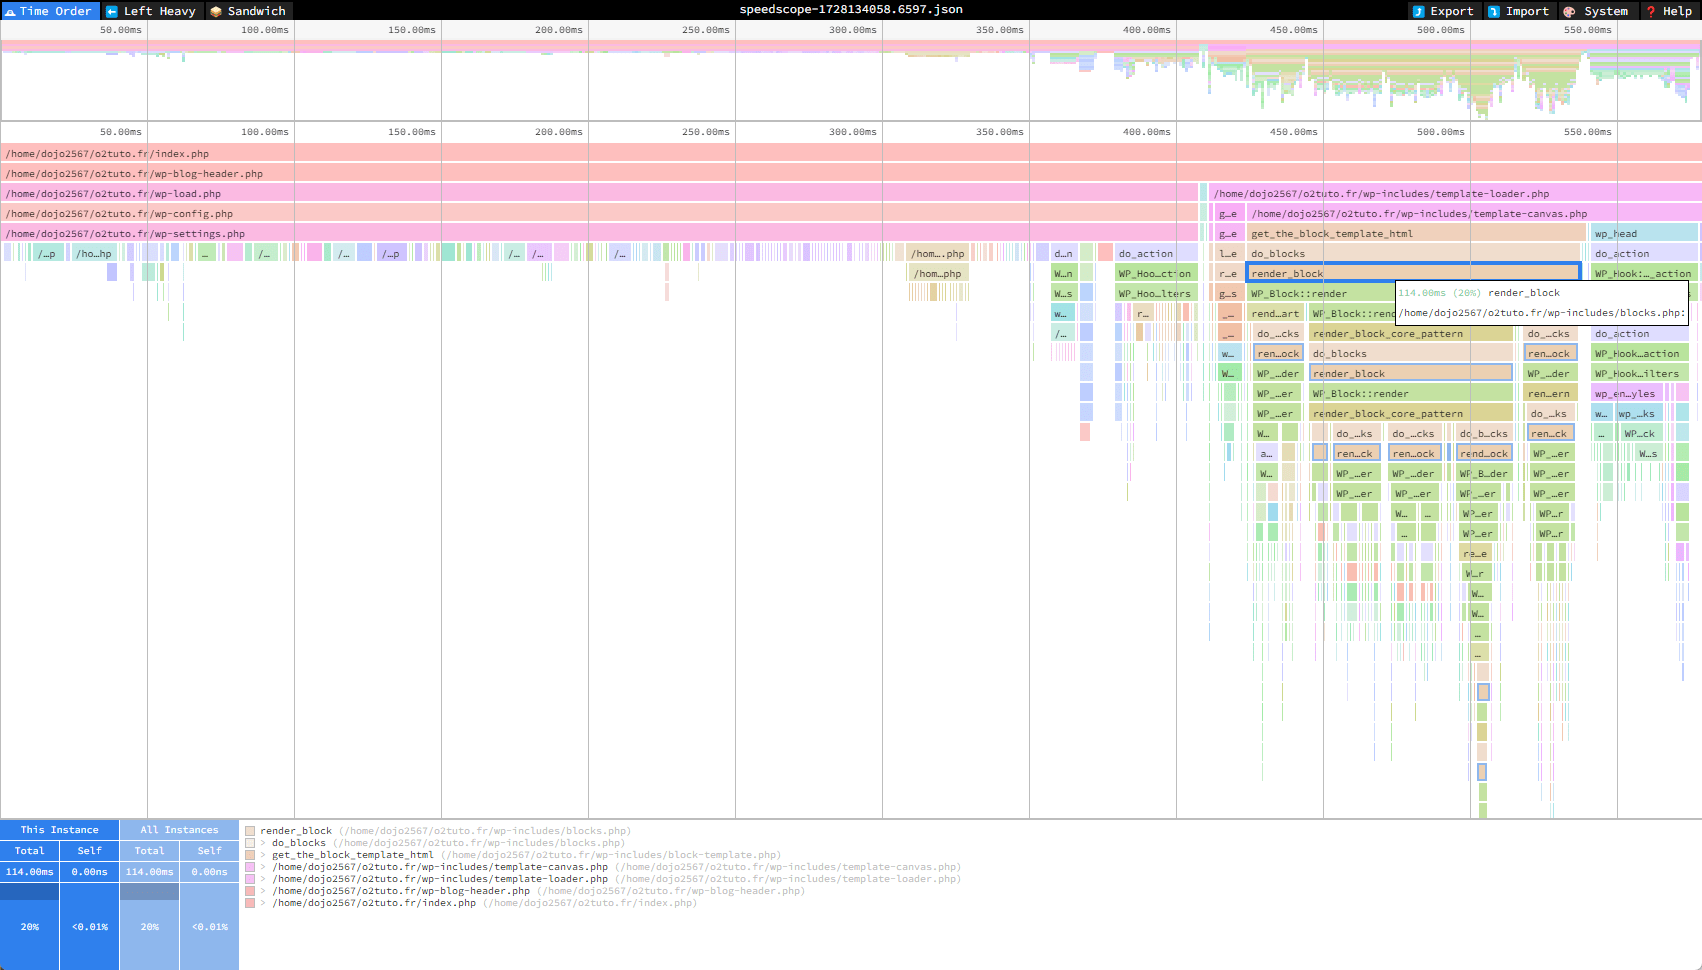 Time Order Left Heavy Sandwich speedscope-1728134058.6597.json Export Import System Help
50.00ms 100.00ms 150.00ms 200.00ms 250.00ms 300.00ms 350.00ms 400.00ms 450.00ms 500.00ms 550.00ms
50.00ms 100.00ms 150.00ms 200.00ms 250.00ms 300.00ms 350.00ms 400.00ms 450.00ms 500.00ms 550.00ms
/home/dojo2567/o2tuto.fr/index.php
/home/dojo2567/o2tuto.fr/wp-blog-header.php
/home/dojo2567/o2tuto.fr/wp-load.php /home/dojo2567/o2tuto.fr/wp-includes/template-loader.php
/home/dojo2567/o2tuto.fr/wp-config.php g…e /home/dojo2567/o2tuto.fr/wp-includes/template-canvas.php
/home/dojo2567/o2tuto.fr/wp-settings.php g…e get_the_block_template_html wp_head
/…p /ho…hp … /… /… /…p /… /… /… /hom….php d…n do_action l…e do_blocks do_action
/hom…php W…n WP_Hoo…ction r…e render_block WP_Hook:…_action
W…s WP_Hoo…lters g…s WP_Block::render
114.00ms (20%) render_block
/home/dojo2567/o2tuto.fr/wp-includes/blocks.php:
w… r… _… rend…art WP_Block::rend
/… _… do_…cks render_block_core_pattern do_…cks do_action
w… ren…ock do_blocks ren…ock WP_Hook…action
W… WP_…der render_block WP_…der WP_Hook…ilters
WP_…er WP_Block::render ren…ern wp_en…yles
WP_…er render_block_core_pattern do_…ks w… wp_…ks
W… do_…ks do_…cks do_b…cks ren…ck … WP…ck
a… ren…ck ren…ock rend…ock WP_…er W…s
W… WP_…er WP_…der WP_B…der WP_…er
WP_…er WP_…er WP_…er WP_…er
W… … WP…er WP…r
… WP…er WP…r
re…e
W…r
W…
W…
…
…
This Instance All Instances
Total Self Total Self
114.00ms 0.00ns 114.00ms 0.00ns
20% <0.01% 20% <0.01%
render_block (/home/dojo2567/o2tuto.fr/wp-includes/blocks.php)
> do_blocks (/home/dojo2567/o2tuto.fr/wp-includes/blocks.php)
> get_the_block_template_html (/home/dojo2567/o2tuto.fr/wp-includes/block-template.php)
> /home/dojo2567/o2tuto.fr/wp-includes/template-canvas.php (/home/dojo2567/o2tuto.fr/wp-includes/template-canvas.php)
> /home/dojo2567/o2tuto.fr/wp-includes/template-loader.php (/home/dojo2567/o2tuto.fr/wp-includes/template-loader.php)
> /home/dojo2567/o2tuto.fr/wp-blog-header.php (/home/dojo2567/o2tuto.fr/wp-blog-header.php)
> /home/dojo2567/o2tuto.fr/index.php (/home/dojo2567/o2tuto.fr/index.php)